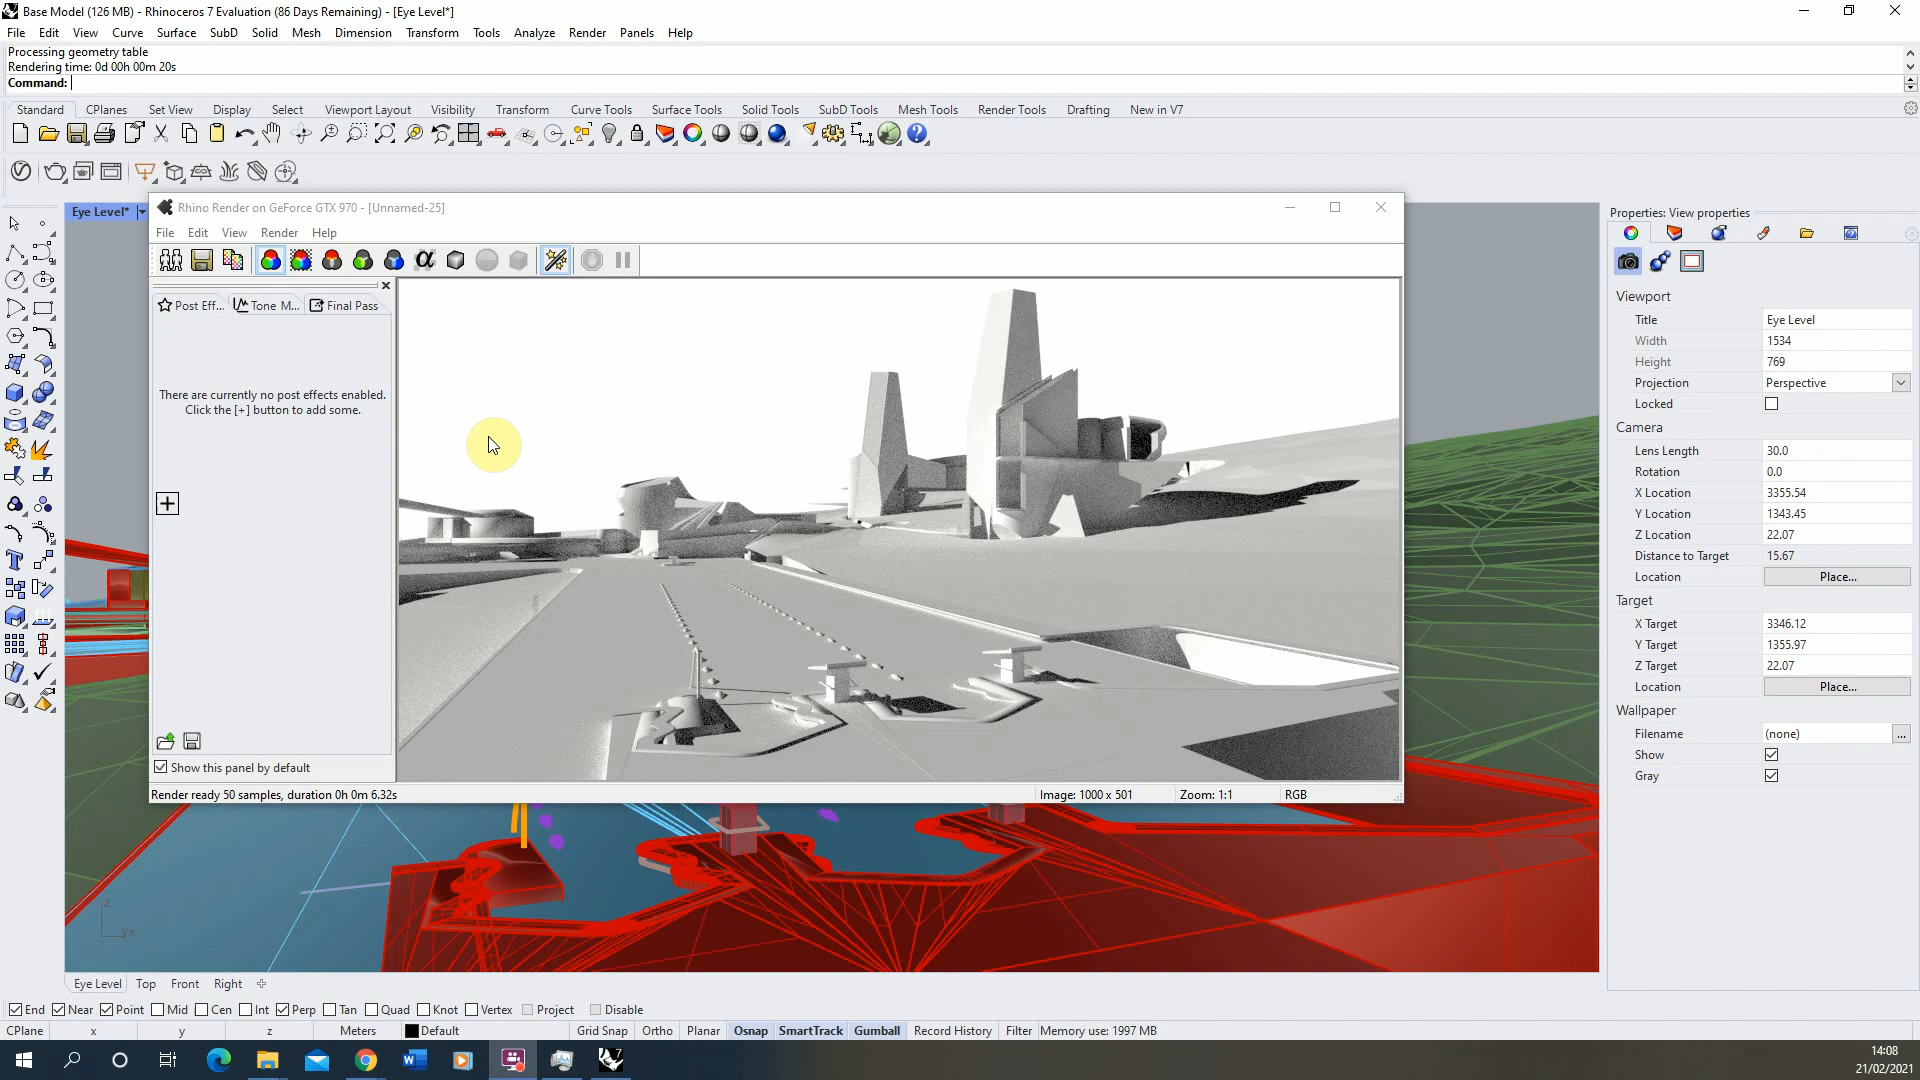 Base Model (126 MB) - Rhinoceros 7 Evaluation (86 Days Remaining) - [Eye Level*]
File Edit View Curve Surface SubD Solid Mesh Dimension Transform Tools Analyze Render Panels Help
Processing geometry table
Rendering time: 0d 00h 00m 20s
Command:
Standard CPlanes Set View Display Select Viewport Layout Visibility Transform Curve Tools Surface Tools Solid Tools SubD Tools Mesh Tools Render Tools Drafting New in V7
Eye Level*
Rhino Render on GeForce GTX 970 - [Unnamed-25]
File Edit View Render Help
Post Eff... Tone M... Final Pass
There are currently no post effects enabled.
Click the [+] button to add some.
Show this panel by default
Render ready 50 samples, duration 0h 0m 6.32s
Image: 1000 x 501 Zoom: 1:1 RGB
Properties: View properties
Viewport
Title Eye Level
Width 1534
Height 769
Projection Perspective
Locked
Camera
Lens Length 30.0
Rotation 0.0
X Location 3355.54
Y Location 1343.45
Z Location 22.07
Distance to Target 15.67
Location Place...
Target
X Target 3346.12
Y Target 1355.97
Z Target 22.07
Location Place...
Wallpaper
Filename (none) ...
Show
Gray
z
yx
Eye Level Top Front Right
End Near Point Mid Cen Int Perp Tan Quad Knot Vertex Project Disable
CPlane x y z Meters Default Grid Snap Ortho Planar Osnap SmartTrack Gumball Record History Filter Memory use: 1997 MB
14:08
21/02/2021